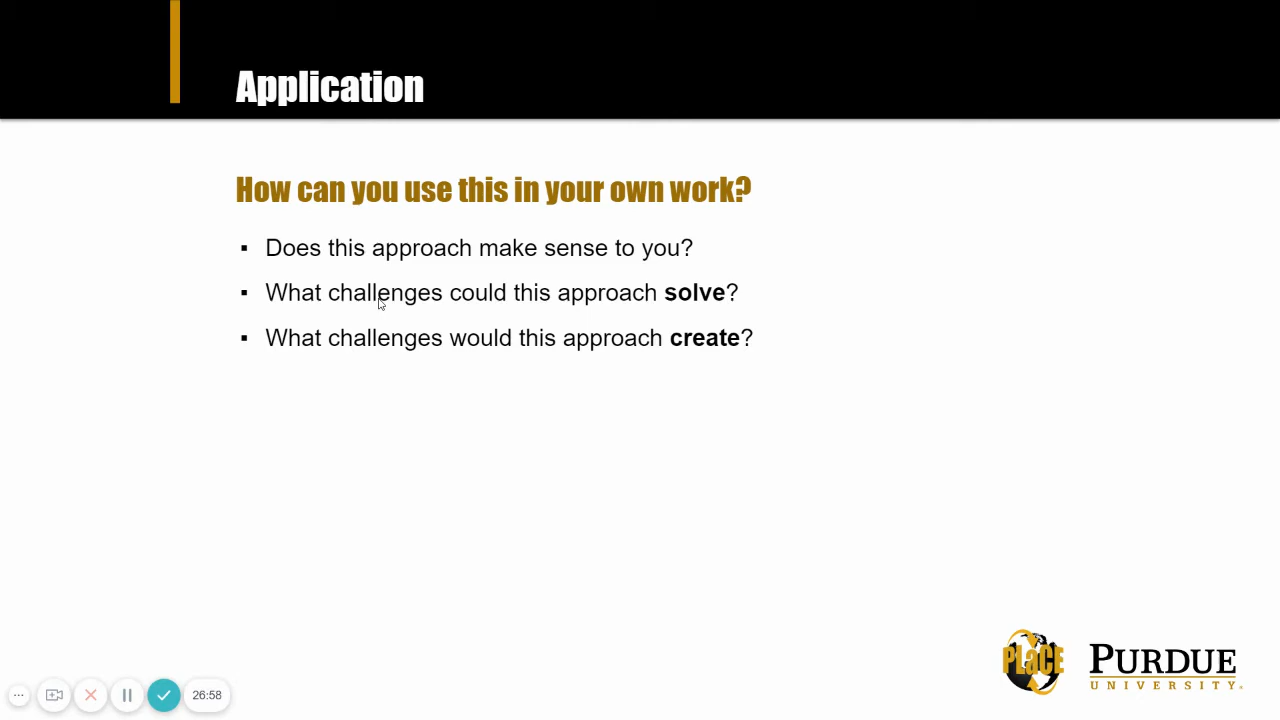 Application
How can you use this in your own work?
▪ Does this approach make sense to you?
▪ What challenges could this approach solve?
▪ What challenges would this approach create?
PLaCE
PURDUE
UNIVERSITY®
26:58